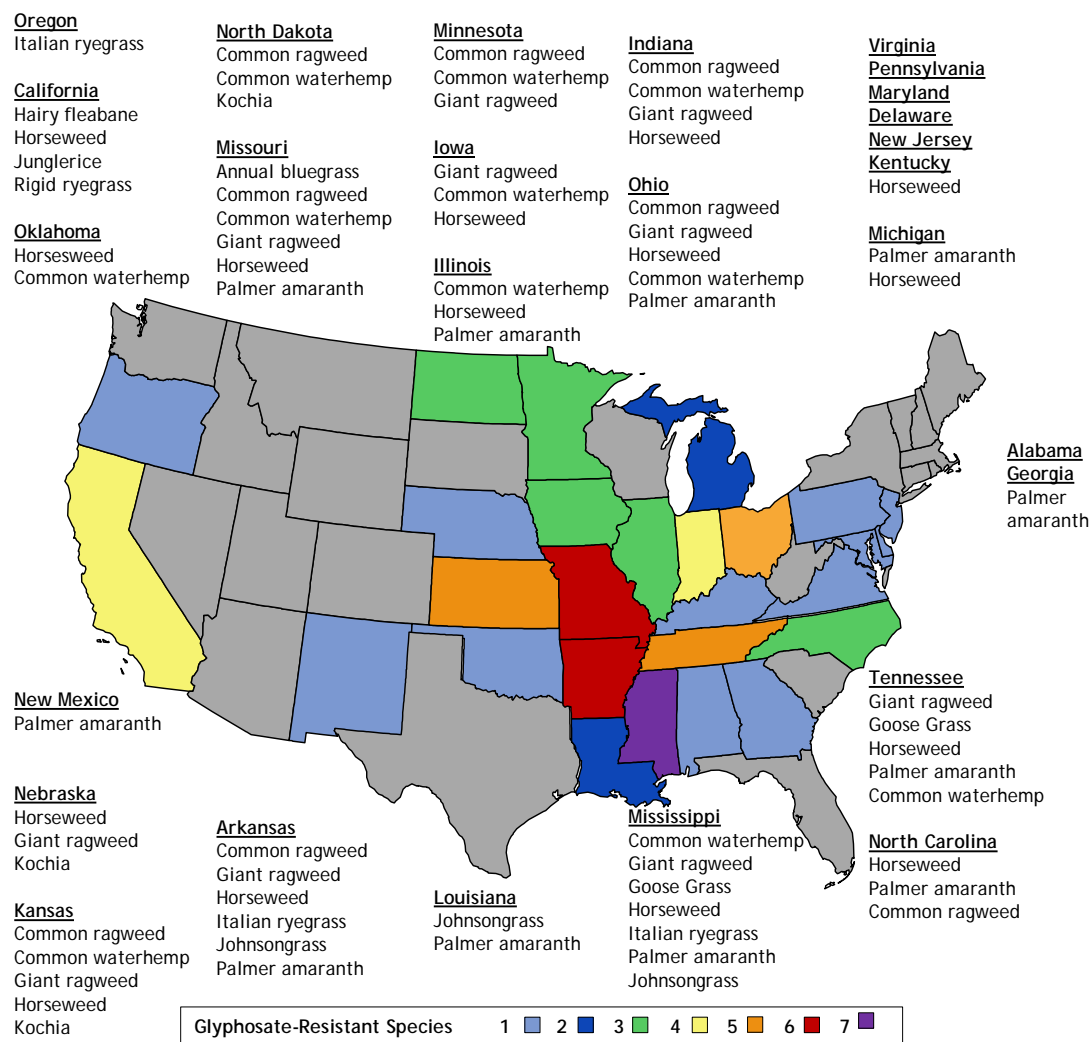 Oregon
Italian ryegrass
California
Hairy fleabane
Horseweed
Junglerice
Rigid ryegrass
Oklahoma
Horsesweed
Common waterhemp
North Dakota
Common ragweed
Common waterhemp
Kochia
Missouri
Annual bluegrass
Common ragweed
Common waterhemp
Giant ragweed
Horseweed
Palmer amaranth
Minnesota
Common ragweed
Common waterhemp
Giant ragweed
Iowa
Giant ragweed
Common waterhemp
Horseweed
Illinois
Common waterhemp
Horseweed
Palmer amaranth
Indiana
Common ragweed
Common waterhemp
Giant ragweed
Horseweed
Ohio
Common ragweed
Giant ragweed
Horseweed
Common waterhemp
Palmer amaranth
Virginia
Pennsylvania
Maryland
Delaware
New Jersey
Kentucky
Horseweed
Michigan
Palmer amaranth
Horseweed
Alabama
Georgia
Palmer
amaranth
New Mexico
Palmer amaranth
Nebraska
Horseweed
Giant ragweed
Kochia
Kansas
Common ragweed
Common waterhemp
Giant ragweed
Horseweed
Kochia
Arkansas
Common ragweed
Giant ragweed
Horseweed
Italian ryegrass
Johnsongrass
Palmer amaranth
Louisiana
Johnsongrass
Palmer amaranth
Mississippi
Common waterhemp
Giant ragweed
Goose Grass
Horseweed
Italian ryegrass
Palmer amaranth
Johnsongrass
Tennessee
Giant ragweed
Goose Grass
Horseweed
Palmer amaranth
Common waterhemp
North Carolina
Horseweed
Palmer amaranth
Common ragweed
Glyphosate-Resistant Species 1 2 3 4 5 6 7